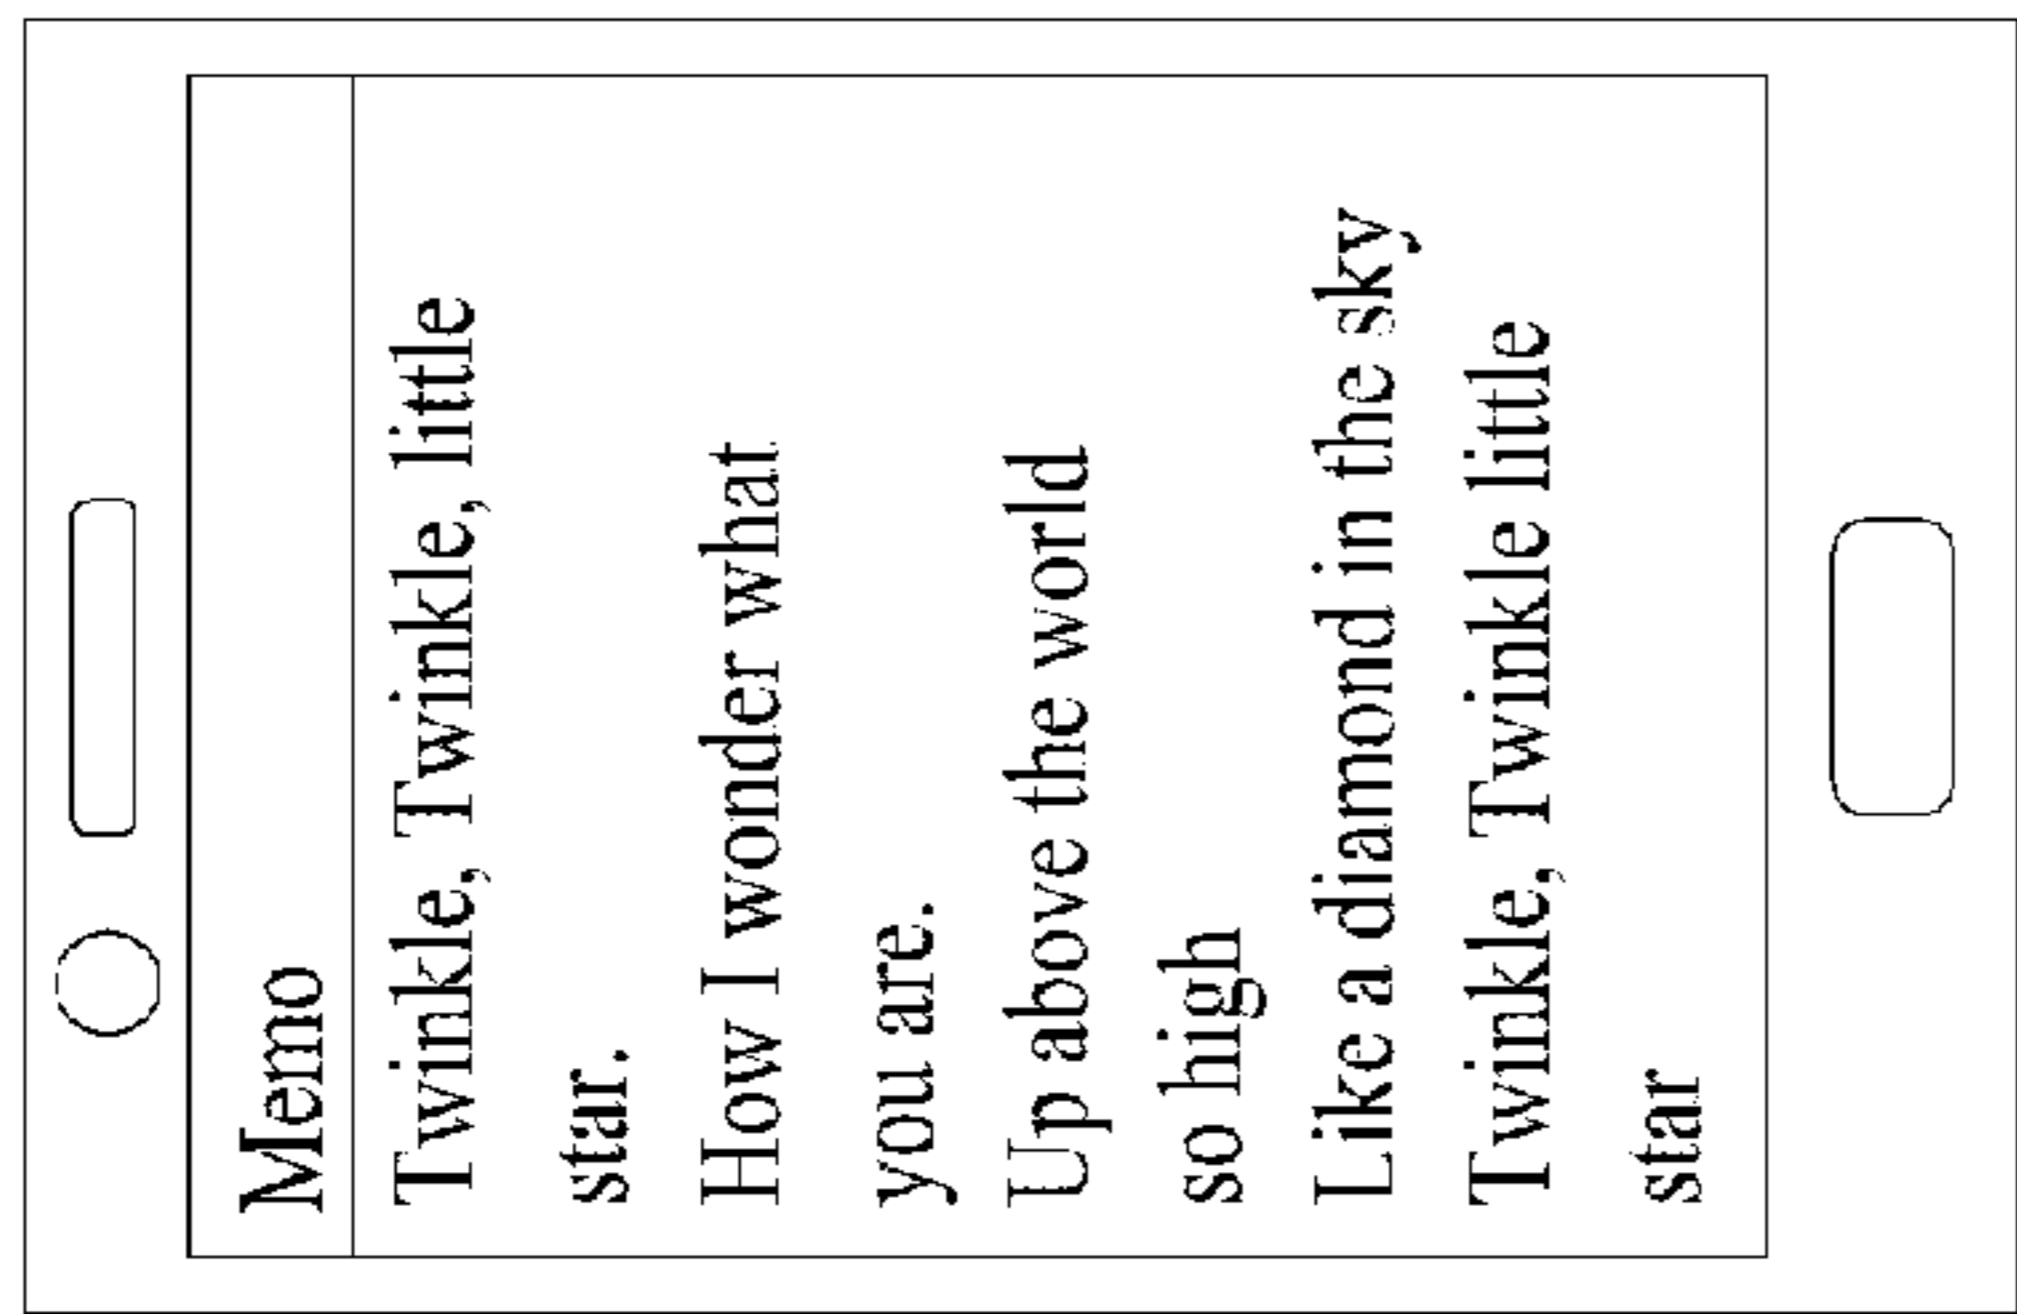 Memo
Twinkle, Twinkle, little
star.
How I wonder what
you are.
Up above the world
so high
Like a diamond in the sky
Twinkle, Twinkle little
star